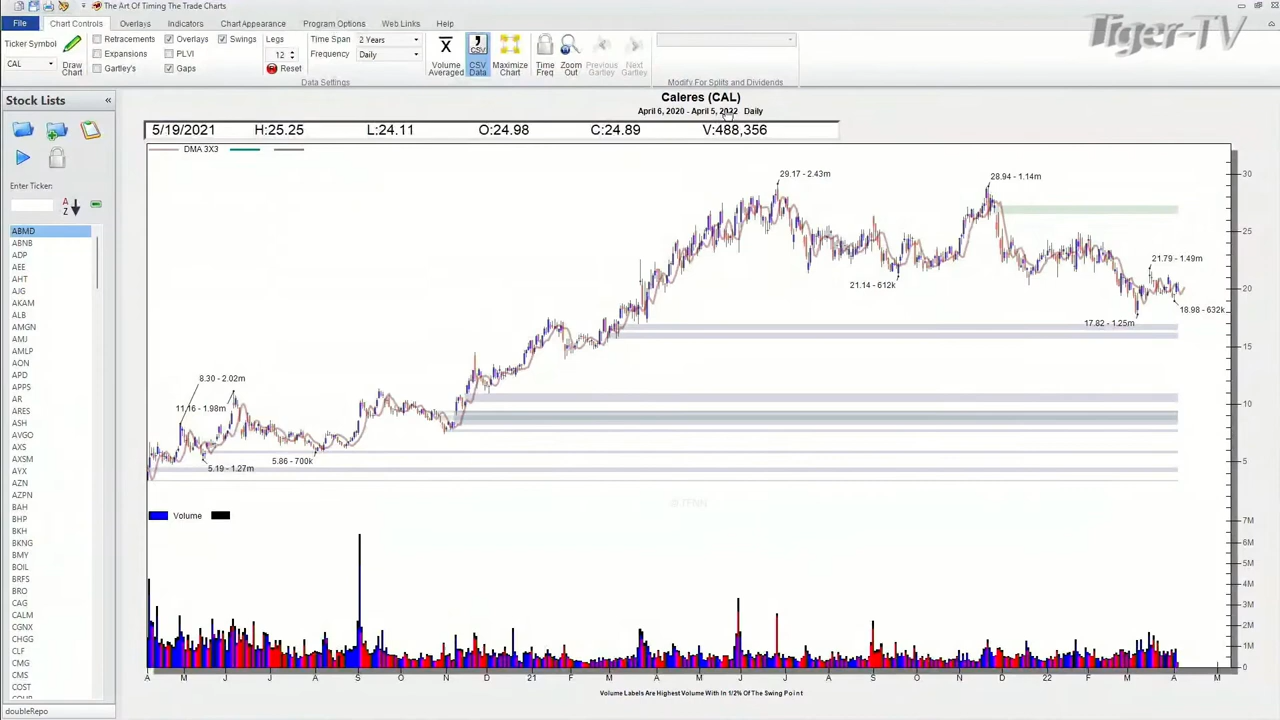 The Art Of Timing The Trade Charts
File
Chart Controls
Overlays
Indicators
Chart Appearance
Program Options
Web Links
Help
Tiger-TV
Ticker Symbol
CAL
Draw Chart
Retracements
Expansions
Gartley's
Overlays
PLVI
Gaps
Swings
Legs
12
Reset
Time Span
2 Years
Frequency
Daily
Data Settings
Volume Averaged
CSV
CSV Data
Maximize Chart
Time Freq
Zoom Out
Previous Gartley
Next Gartley
Modify For Splits and Dividends
Stock Lists
«
Enter Ticker:
A
Z
ABMD
ABNB
ADP
AEE
AHT
AIG
AKAM
ALB
AMGN
AMJ
AMLP
AON
APD
APPS
AR
ARES
ASH
AVGO
AXS
AXSM
AYX
AZN
AZPN
BAH
BHP
BKH
BKNG
BMY
BOIL
BRFS
BRO
CAG
CALM
CGNX
CHGG
CLF
CMG
CMS
COST
doubleRepo
Caleres (CAL)
April 6, 2020 - April 5, 2022 Daily
5/19/2021 H:25.25 L:24.11 O:24.98 C:24.89 V:488,356
DMA 3X3
29.17 - 2.43m
28.94 - 1.14m
21.79 - 1.49m
21.14 - 612k
18.98 - 632k
17.82 - 1.25m
8.30 - 2.02m
11.16 - 1.98m
5.19 - 1.27m
5.86 - 700k
30
25
20
15
10
5
© TFNN
Volume
7M
6M
5M
4M
3M
2M
1M
0
A M J J A S O N D 21 F M A M J J A S O N D 22 F M A M
Volume Labels Are Highest Volume With In 1/2% Of The Swing Point